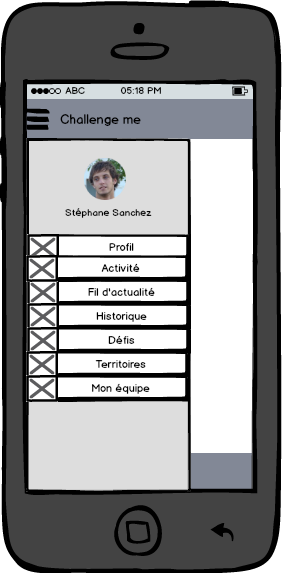 ABC 05:18 PM
Challenge me
Stéphane Sanchez
Profil
Activité
Fil d'actualité
Historique
Défis
Territoires
Mon équipe